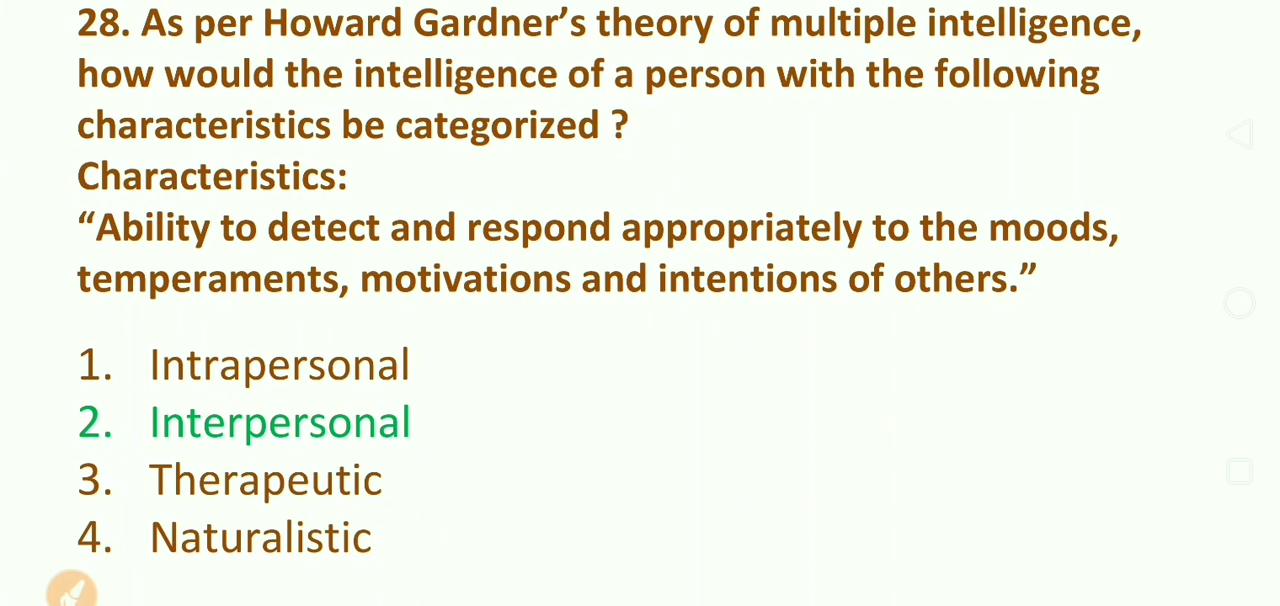 28. As per Howard Gardner’s theory of multiple intelligence,
how would the intelligence of a person with the following
characteristics be categorized ?
Characteristics:
“Ability to detect and respond appropriately to the moods,
temperaments, motivations and intentions of others.”
1. Intrapersonal
2. Interpersonal
3. Therapeutic
4. Naturalistic